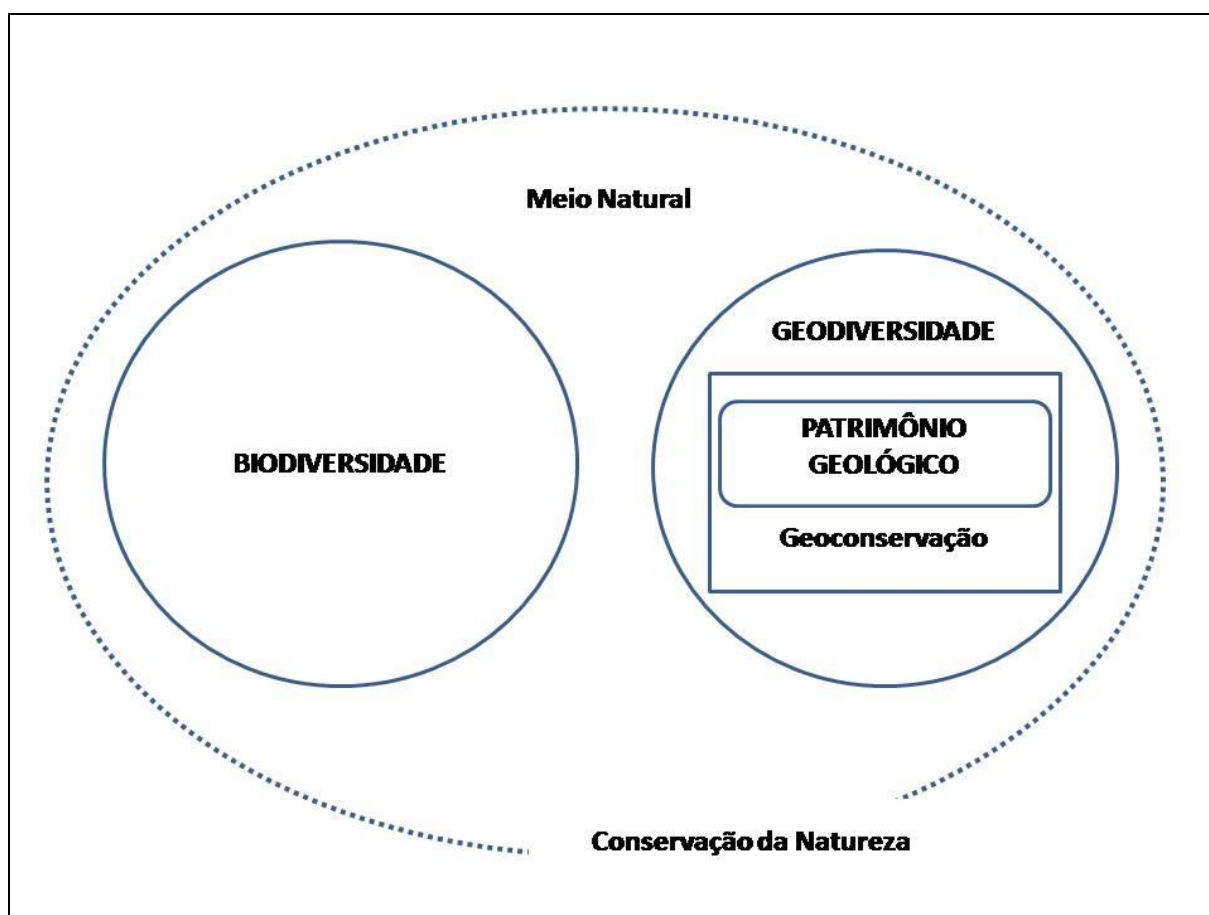 Meio Natural
GEODIVERSIDADE
PATRIMÔNIO
GEOLÓGICO
BIODIVERSIDADE
Geoconservação
Conservação da Natureza